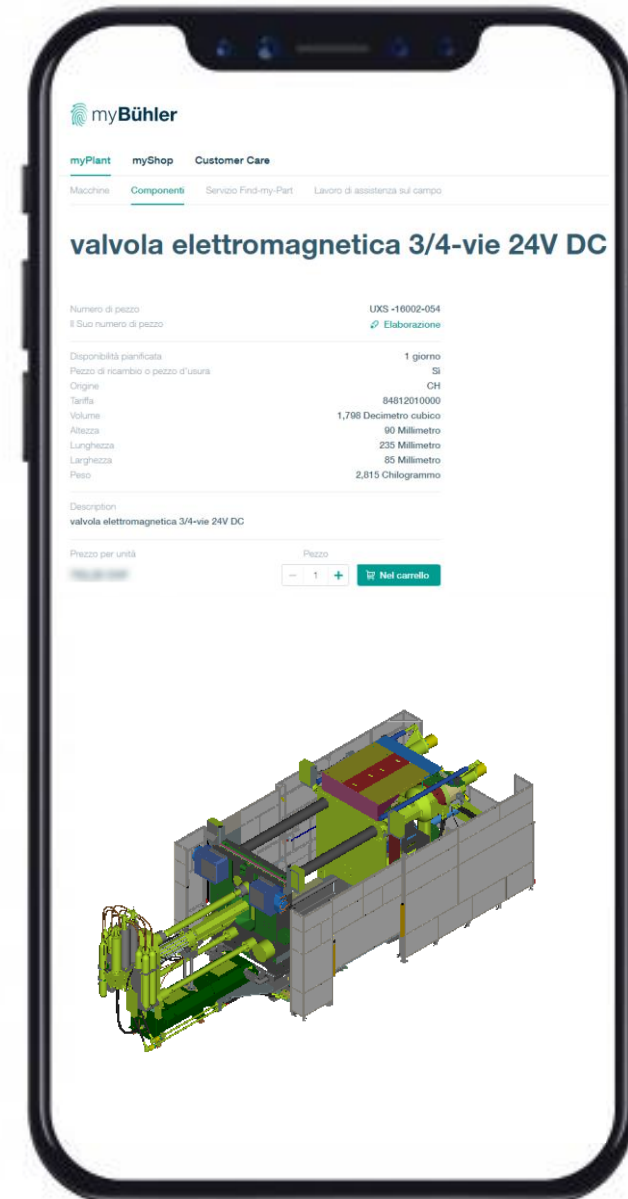 myBühler
myPlant myShop Customer Care
Macchine Componenti Servizio Find-my-Part Lavoro di assistenza sul campo
valvola elettromagnetica 3/4-vie 24V DC
Numero di pezzo UXS -16002-054
Il Suo numero di pezzo Elaborazione
Disponibilità pianificata 1 giorno
Pezzo di ricambio o pezzo d'usura Sì
Origine CH
Tariffa 84812010000
Volume 1,798 Decimetro cubico
Altezza 90 Millimetro
Lunghezza 235 Millimetro
Larghezza 85 Millimetro
Peso 2,815 Chilogrammo
Description
valvola elettromagnetica 3/4-vie 24V DC
Prezzo per unità Pezzo
− 1 + Nel carrello